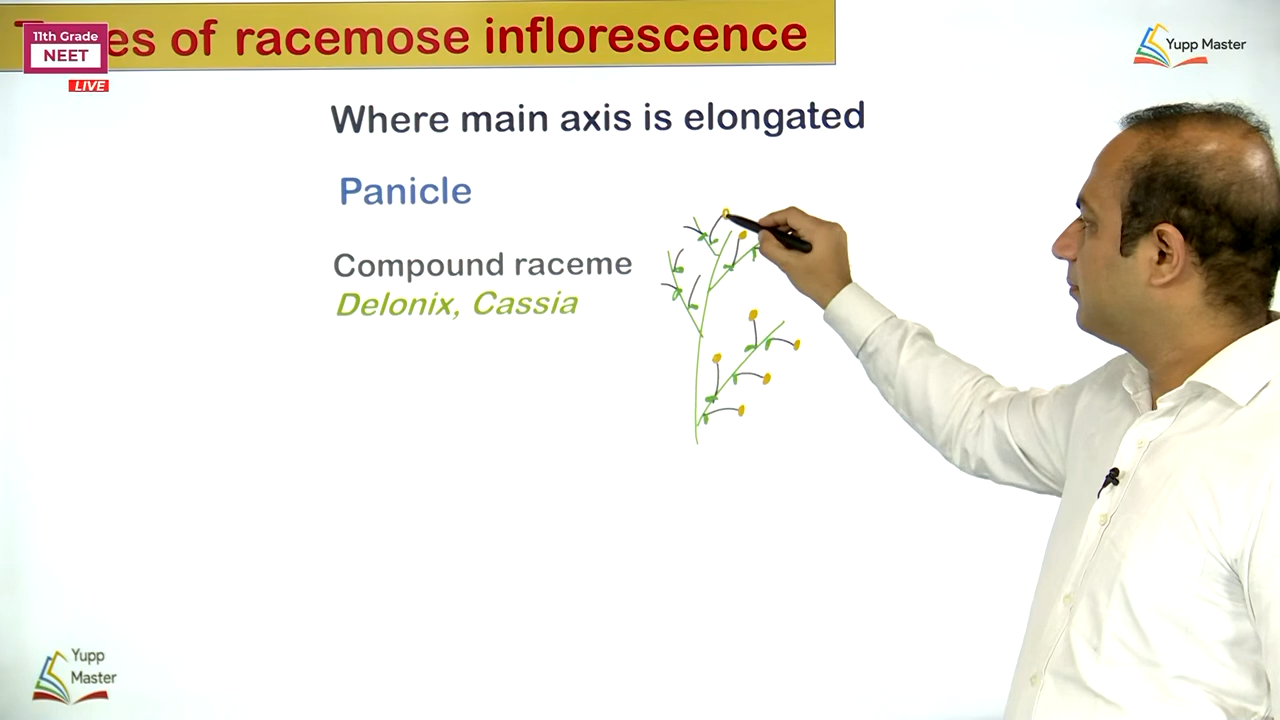 es of racemose inflorescence
11th Grade
NEET
LIVE
Yupp Master
Where main axis is elongated
Panicle
Compound raceme
Delonix, Cassia
Yupp
Master